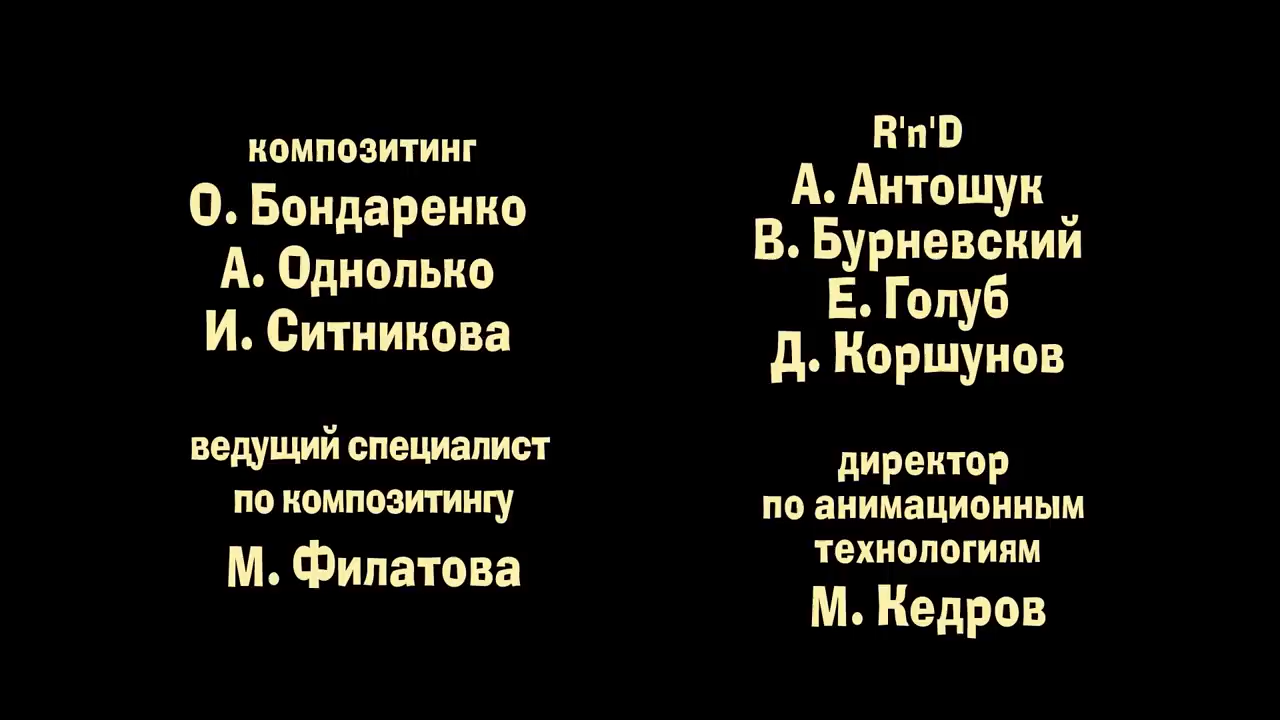 композитинг
О. Бондаренко
А. Однолько
И. Ситникова
ведущий специалист
по композитингу
М. Филатова
R'n'D
А. Антошук
В. Бурневский
Е. Голуб
Д. Коршунов
директор
по анимационным
технологиям
М. Кедров